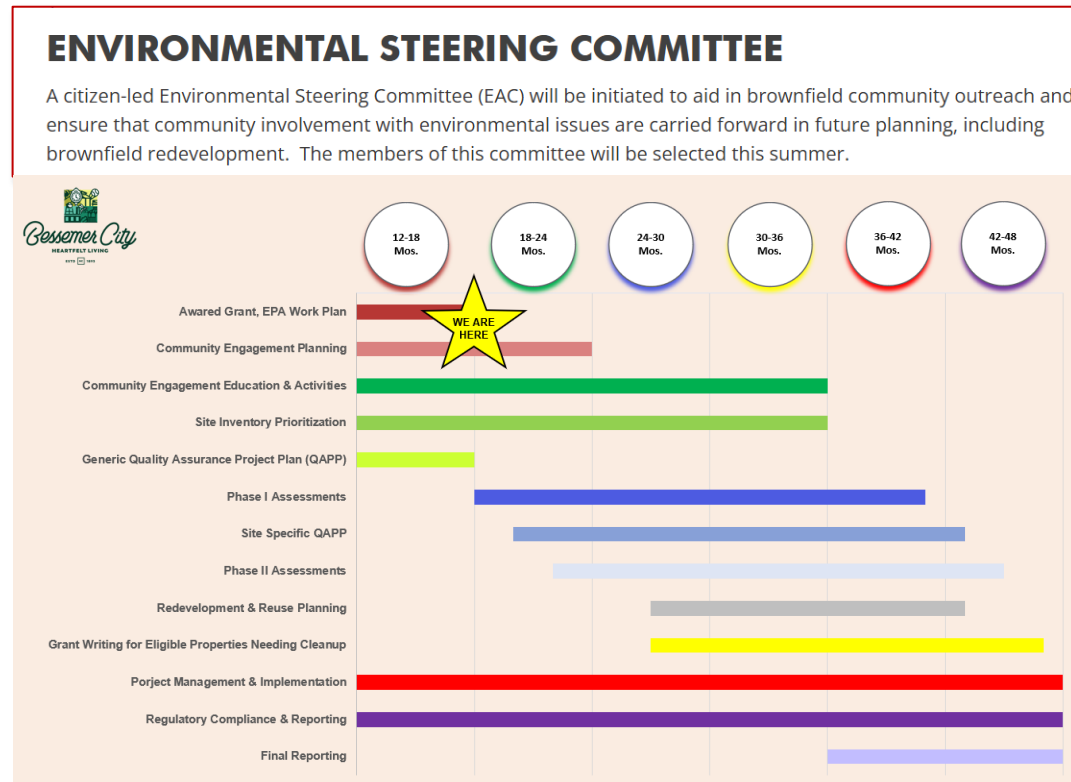 ENVIRONMENTAL STEERING COMMITTEE
A citizen-led Environmental Steering Committee (EAC) will be initiated to aid in brownfield community outreach and
ensure that community involvement with environmental issues are carried forward in future planning, including
brownfield redevelopment. The members of this committee will be selected this summer.
Bessemer City
HEARTFELT LIVING
12-18
Mos.
18-24
Mos.
24-30
Mos.
30-36
Mos.
36-42
Mos.
42-48
Mos.
Awared Grant, EPA Work Plan
WE ARE
HERE
Community Engagement Planning
Community Engagement Education & Activities
Site Inventory Prioritization
Generic Quality Assurance Project Plan (QAPP)
Phase I Assessments
Site Specific QAPP
Phase II Assessments
Redevelopment & Reuse Planning
Grant Writing for Eligible Properties Needing Cleanup
Porject Management & Implementation
Regulatory Compliance & Reporting
Final Reporting